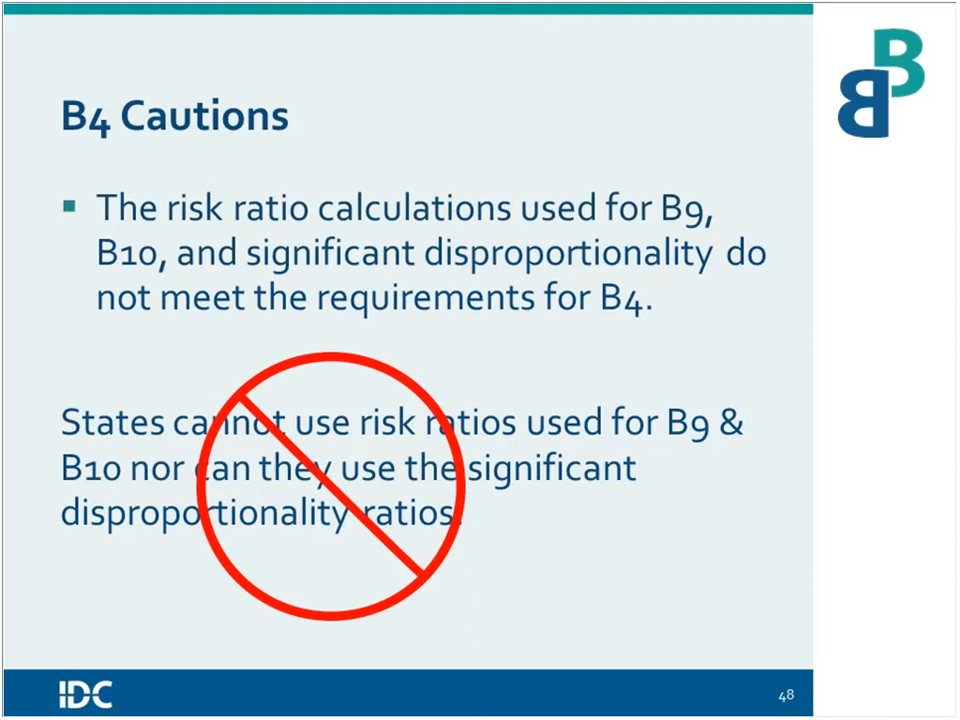 B4 Cautions
The risk ratio calculations used for B9,
B10, and significant disproportionality do
not meet the requirements for B4.
States cannot use risk ratios used for B9 &
B10 nor can they use the significant
disproportionality ratios.
IDC
48
BB